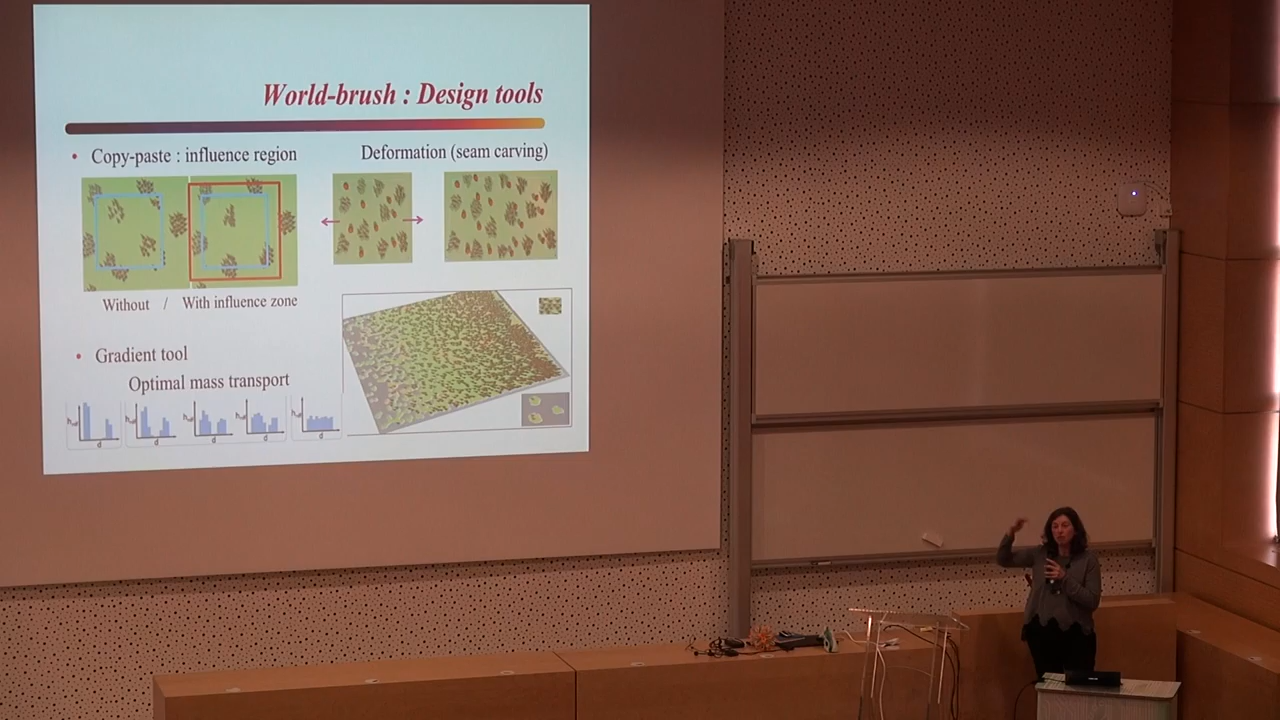 World-brush : Design tools
• Copy-paste : influence region
Deformation (seam carving)
Without / With influence zone
• Gradient tool
Optimal mass transport
d
d
d
d
d